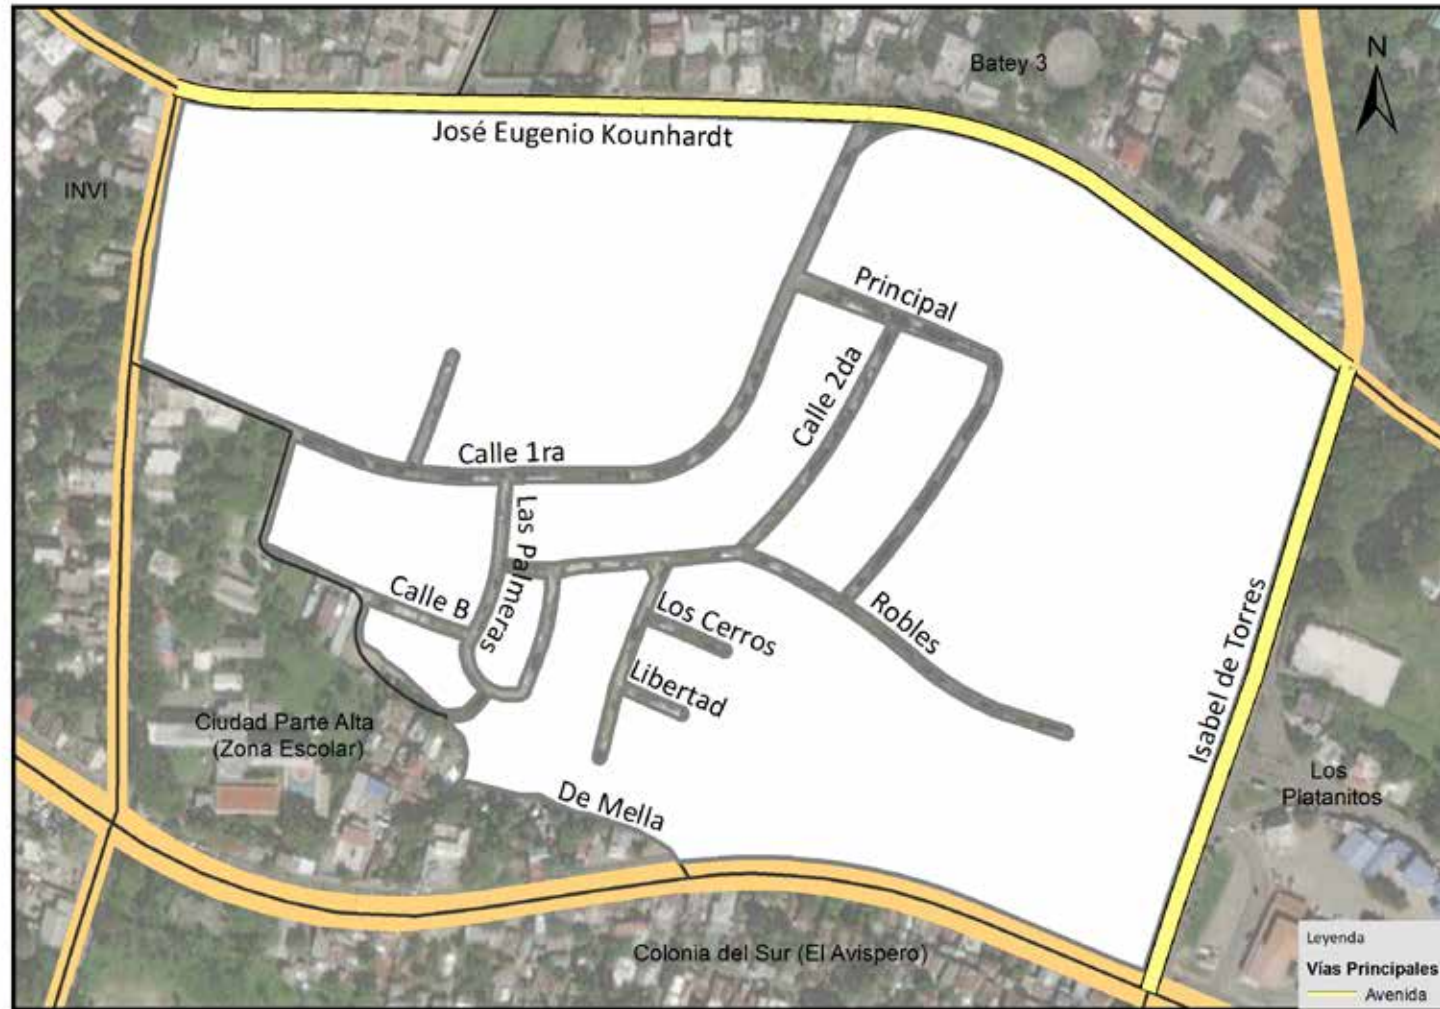 Batey 3
N
José Eugenio Kounhardt
INVI
Principal
Calle 2da
Calle 1ra
Las Palmeras
Calle B
Los Cerros
Robles
Libertad
Isabel de Torres
Ciudad Parte Alta
(Zona Escolar)
Los
Platanitos
De Mella
Colonia del Sur (El Avispero)
Leyenda
Vías Principales
Avenida